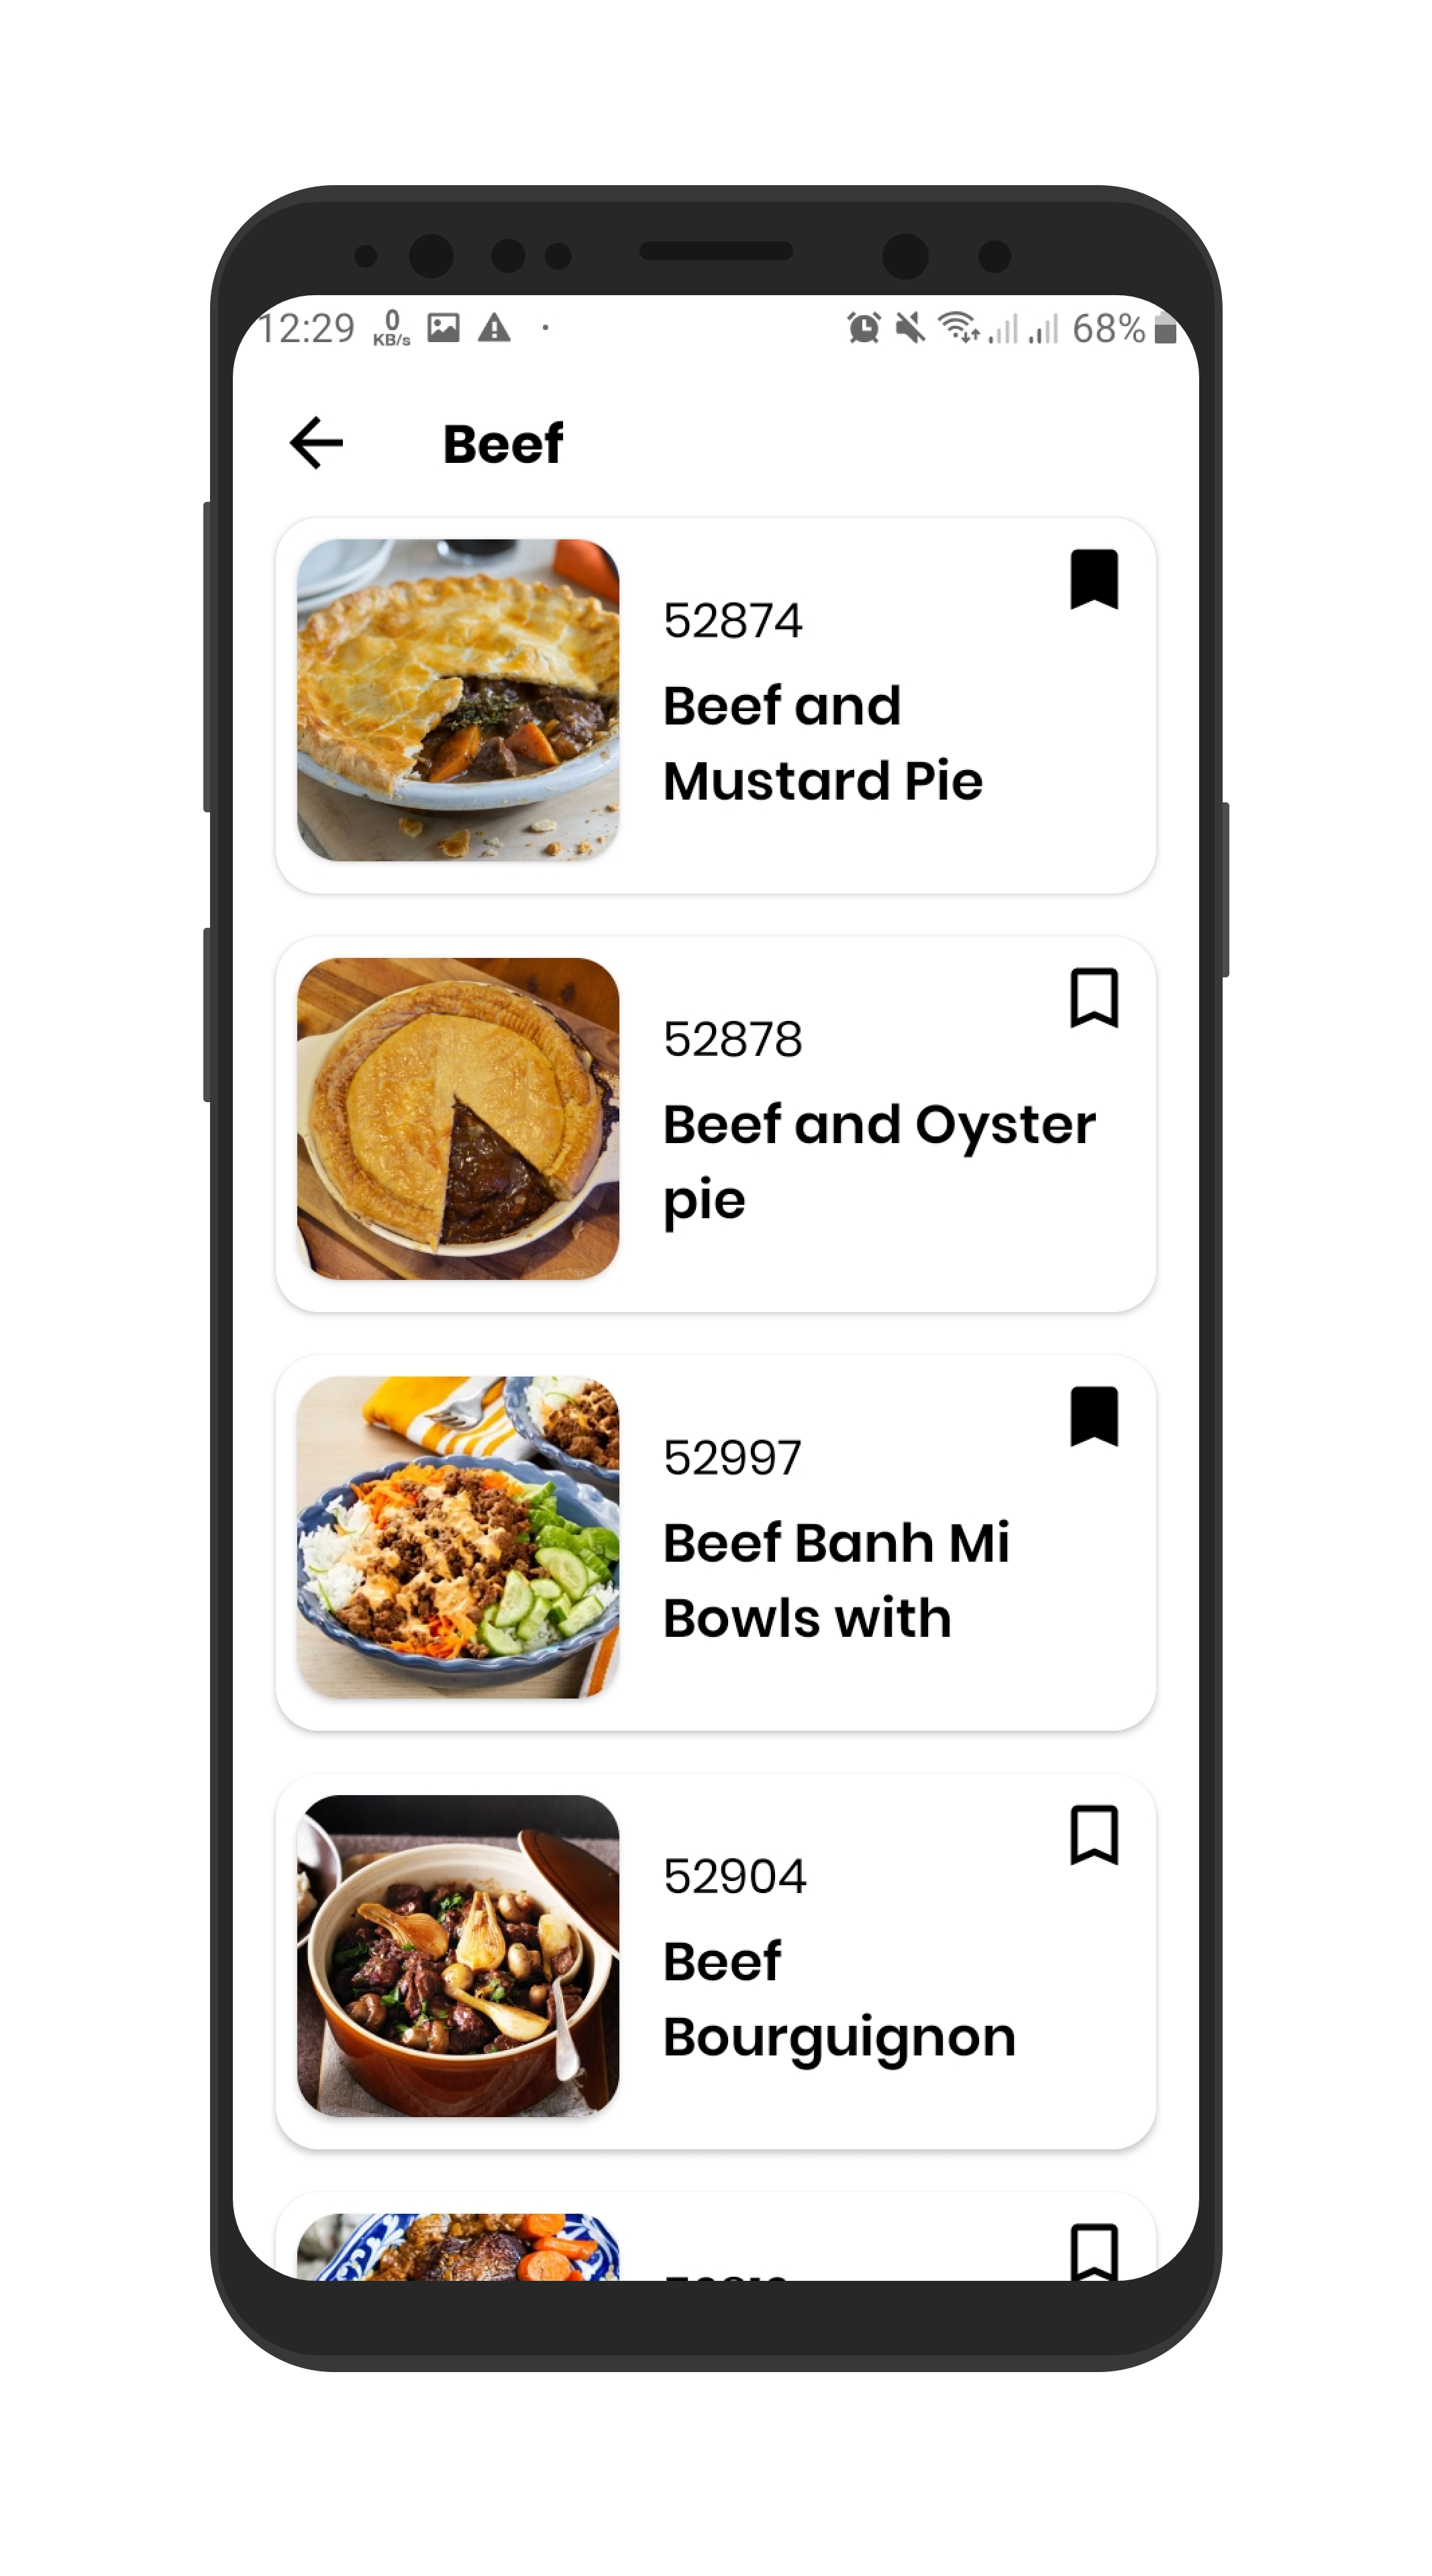 12:29 0 KB/s 68%
Beef
52874
Beef and
Mustard Pie
52878
Beef and Oyster
pie
52997
Beef Banh Mi
Bowls with
52904
Beef
Bourguignon